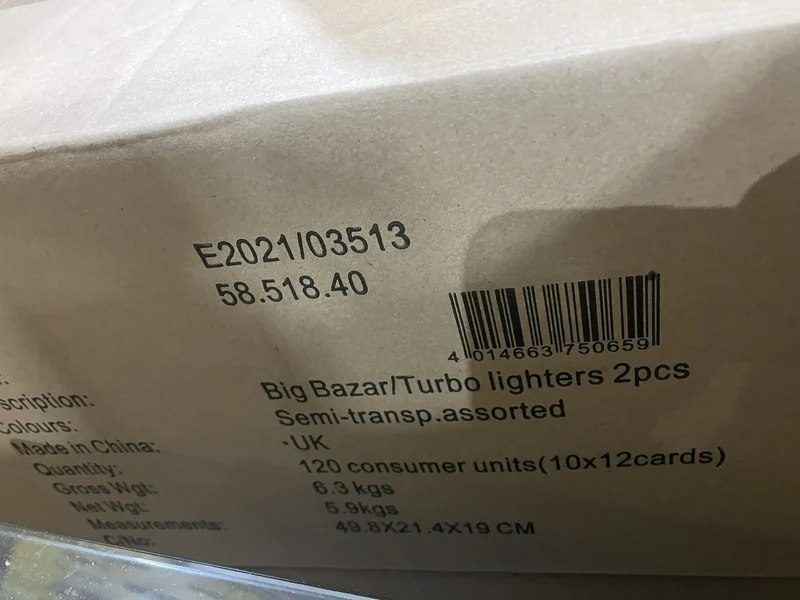 E2021/03513
58.518.40
4 014663 750659
scription: Big Bazar/Turbo lighters 2pcs
Colours: Semi-transp.assorted
Made in China: -UK
Quantity: 120 consumer units(10x12cards)
Gross Wgt: 6.3 kgs
Net Wgt: 5.9kgs
Measurements: 49.8X21.4X19 CM
C/No: